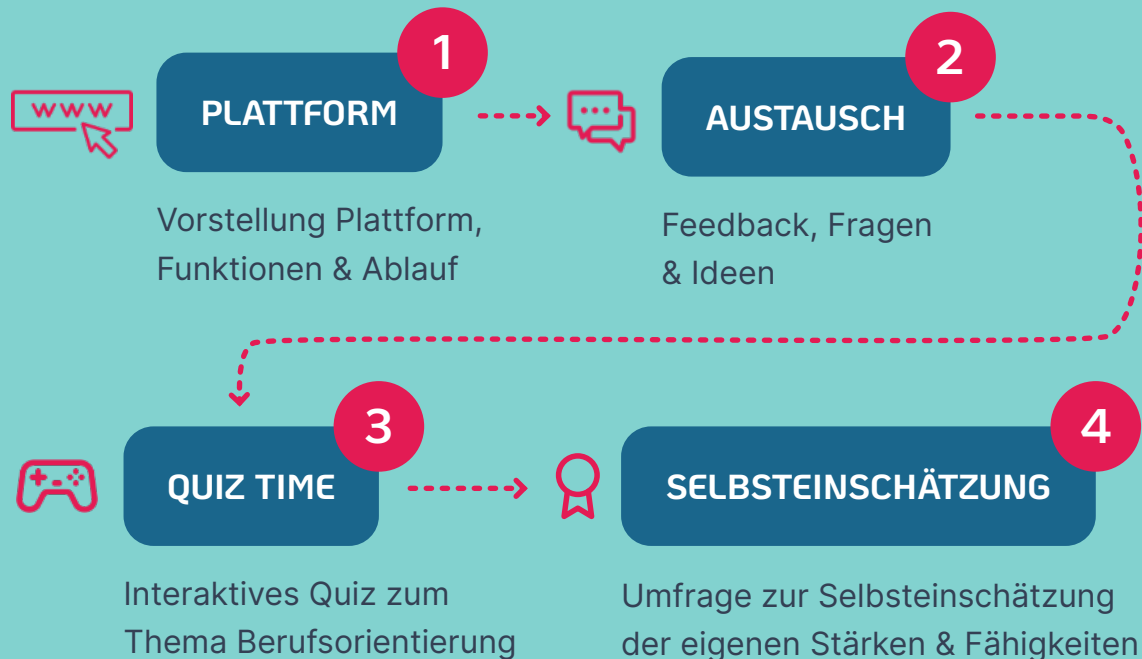 1
WWW
PLATTFORM
Vorstellung Plattform,
Funktionen & Ablauf
2
AUSTAUSCH
Feedback, Fragen
& Ideen
3
QUIZ TIME
Interaktives Quiz zum
Thema Berufsorientierung
4
SELBSTEINSCHÄTZUNG
Umfrage zur Selbsteinschätzung
der eigenen Stärken & Fähigkeiten